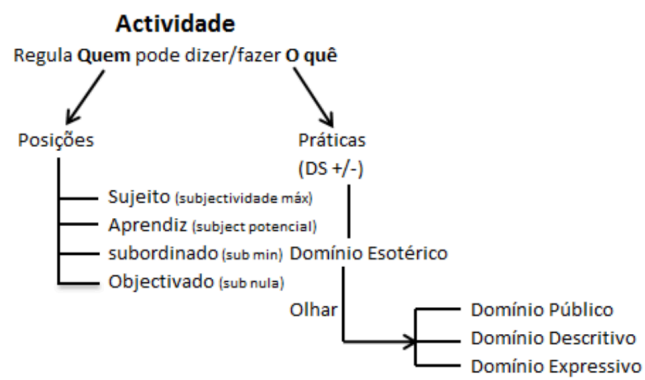 Actividade
Regula Quem pode dizer/fazer O quê
Posições
Práticas
(DS +/-)
Sujeito (subjectividade máx)
Aprendiz (subject potencial)
subordinado (sub min)
Objectivado (sub nula)
Domínio Esotérico
Olhar
Domínio Público
Domínio Descritivo
Domínio Expressivo